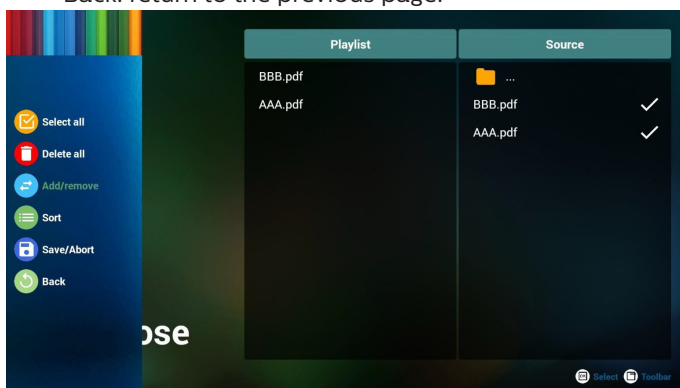 Back: return to the previous page.
Playlist
Source
BBB.pdf
AAA.pdf
...
BBB.pdf
AAA.pdf
Select all
Delete all
Add/remove
Sort
Save/Abort
Back
ose
OK Select Toolbar